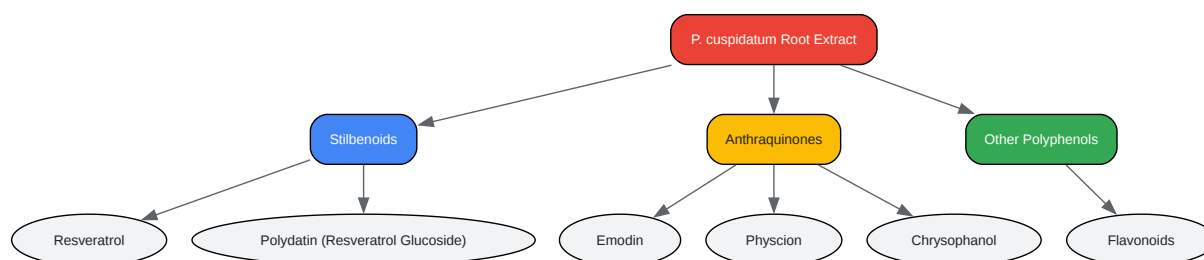 P. cuspidatum Root Extract
Stilbenoids
Anthraquinones
Other Polyphenols
Resveratrol
Polydatin (Resveratrol Glucoside)
Emodin
Physcion
Chrysophanol
Flavonoids